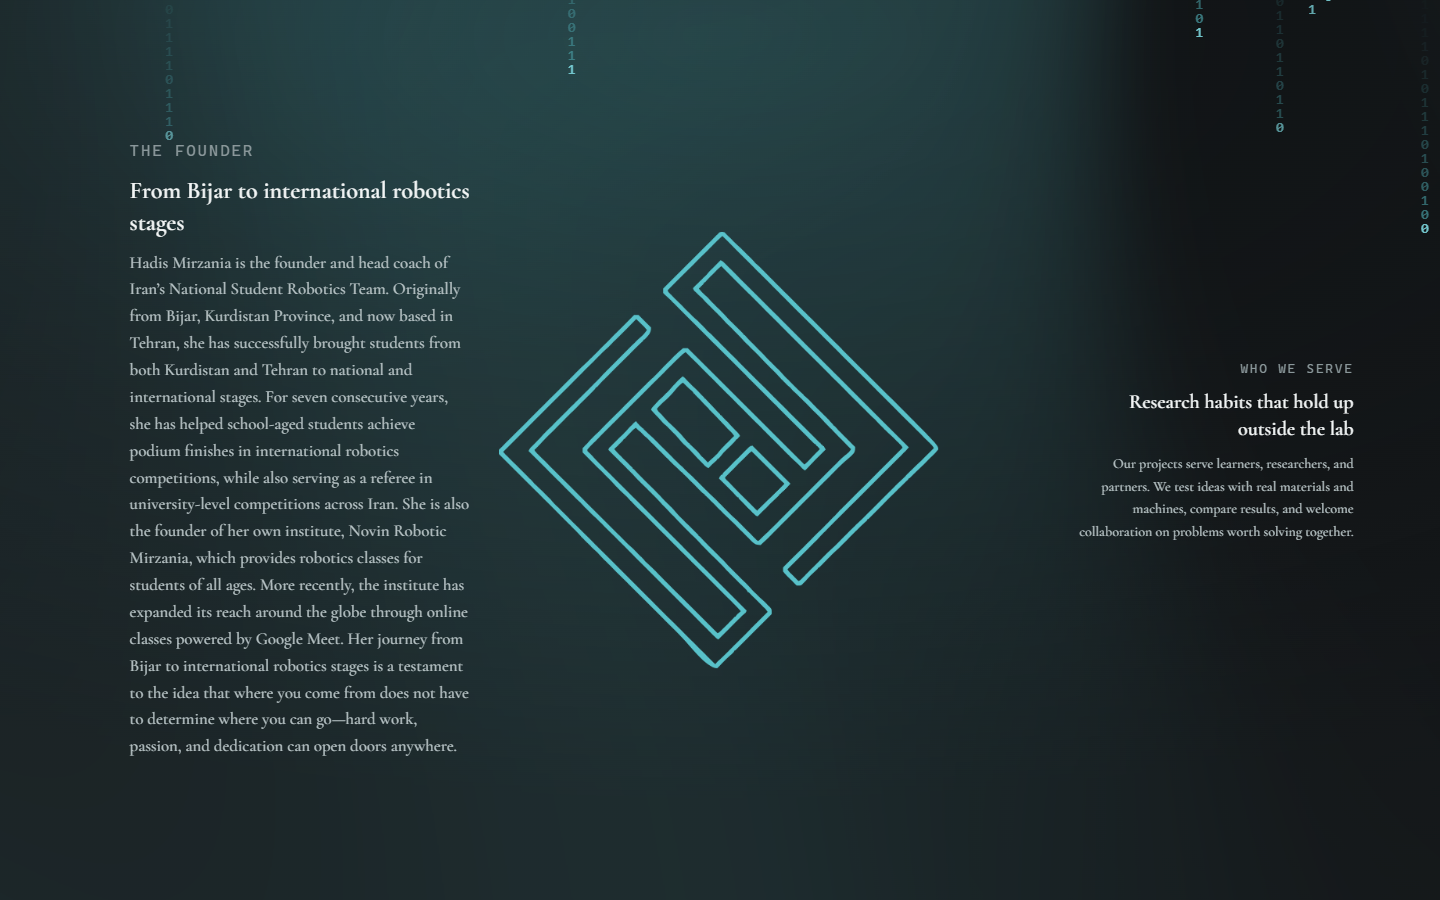 THE FOUNDER
From Bijar to international robotics
stages
Hadis Mirzania is the founder and head coach of
Iran’s National Student Robotics Team. Originally
from Bijar, Kurdistan Province, and now based in
Tehran, she has successfully brought students from
both Kurdistan and Tehran to national and
international stages. For seven consecutive years,
she has helped school-aged students achieve
podium finishes in international robotics
competitions, while also serving as a referee in
university-level competitions across Iran. She is also
the founder of her own institute, Novin Robotic
Mirzania, which provides robotics classes for
students of all ages. More recently, the institute has
expanded its reach around the globe through online
classes powered by Google Meet. Her journey from
Bijar to international robotics stages is a testament
to the idea that where you come from does not have
to determine where you can go—hard work,
passion, and dedication can open doors anywhere.
WHO WE SERVE
Research habits that hold up
outside the lab
Our projects serve learners, researchers, and
partners. We test ideas with real materials and
machines, compare results, and welcome
collaboration on problems worth solving together.